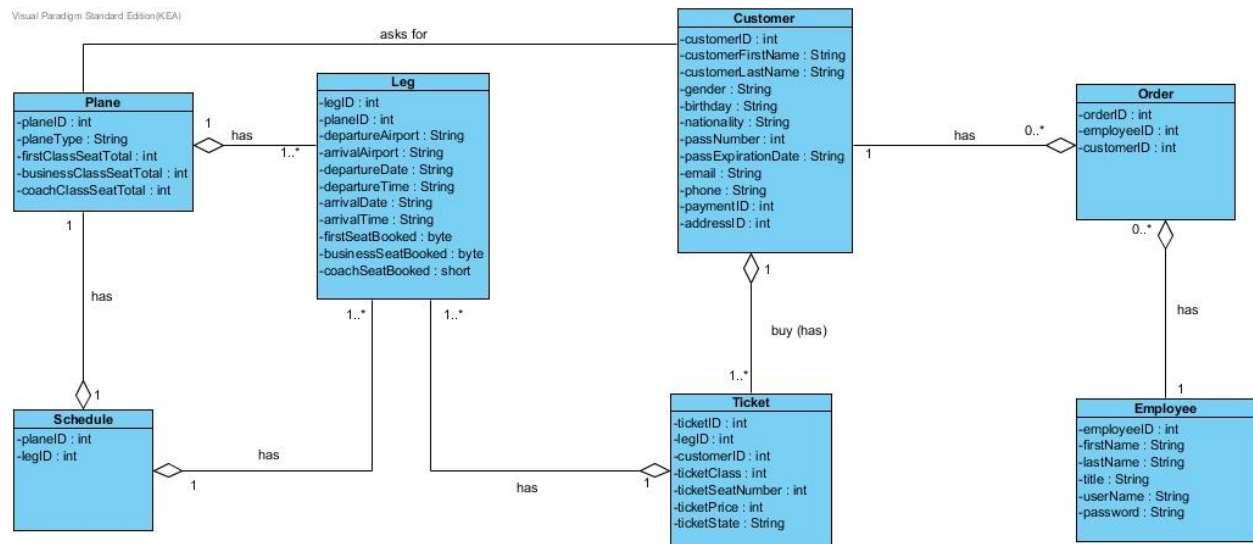 Visual Paradigm Standard Edition(KEA)
asks for
Customer
-customerID : int
-customerFirstName : String
-customerLastName : String
-gender : String
-birthday : String
-nationality : String
-passNumber : int
-passExpirationDate : String
-email : String
-phone : String
-paymentID : int
-addressID : int
Plane
-planeID : int
-planeType : String
-firstClassSeatTotal : int
-businessClassSeatTotal : int
-coachClassSeatTotal : int
1
has
1..*
Leg
-legID : int
-planeID : int
-departureAirport : String
-arrivalAirport : String
-departureDate : String
-departureTime : String
-arrivalDate : String
-arrivalTime : String
-firstSeatBooked : byte
-businessSeatBooked : byte
-coachSeatBooked : short
1
has
0..*
Order
-orderID : int
-employeeID : int
-customerID : int
1
has
1
1..*
1..*
1
buy (has)
1..*
0..*
has
1
Schedule
-planeID : int
-legID : int
1
has
has
1
Ticket
-ticketID : int
-legID : int
-customerID : int
-ticketClass : int
-ticketSeatNumber : int
-ticketPrice : int
-ticketState : String
Employee
-employeeID : int
-firstName : String
-lastName : String
-title : String
-userName : String
-password : String